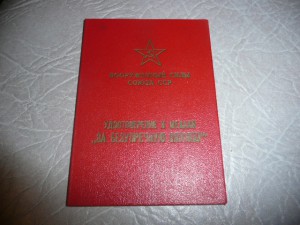 ВООРУЖЕННЫЕ СИЛЫ
СОЮЗА ССР
УДОСТОВЕРЕНИЕ К МЕДАЛИ
„ЗА БЕЗУПРЕЧНУЮ СЛУЖБУ"